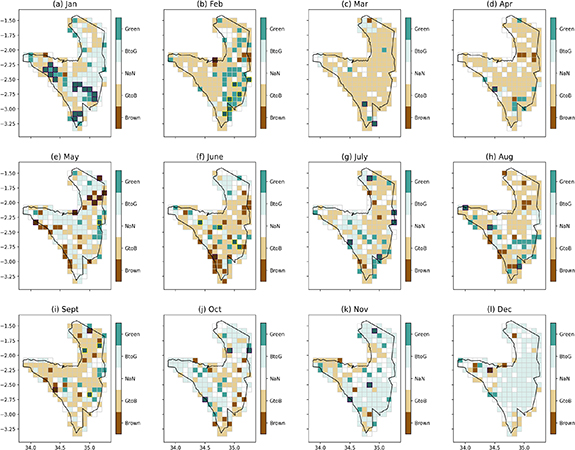 (a) Jan (b) Feb (c) Mar (d) Apr
−1.50
−1.75
−2.00
−2.25
−2.50
−2.75
−3.00
−3.25
Green Green Green Green
BtoG BtoG BtoG BtoG
NaN NaN NaN NaN
GtoB GtoB GtoB GtoB
Brown Brown Brown Brown
(e) May (f) June (g) July (h) Aug
−1.50
−1.75
−2.00
−2.25
−2.50
−2.75
−3.00
−3.25
Green Green Green Green
BtoG BtoG BtoG BtoG
NaN NaN NaN NaN
GtoB GtoB GtoB GtoB
Brown Brown Brown Brown
(i) Sept (j) Oct (k) Nov (l) Dec
−1.50
−1.75
−2.00
−2.25
−2.50
−2.75
−3.00
−3.25
Green Green Green Green
BtoG BtoG BtoG BtoG
NaN NaN NaN NaN
GtoB GtoB GtoB GtoB
Brown Brown Brown Brown
34.0 34.5 35.0 34.0 34.5 35.0 34.0 34.5 35.0 34.0 34.5 35.0